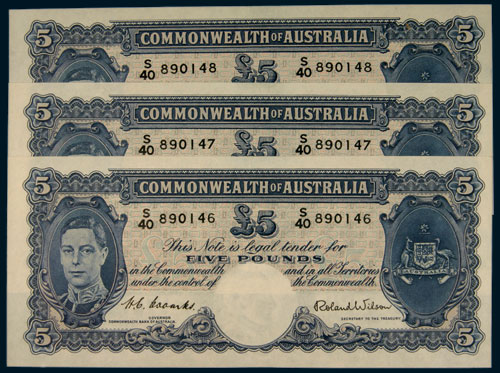 5 COMMONWEALTH OF AUSTRALIA 5
S/40 890148 £5 S/40 890148
5 COMMONWEALTH OF AUSTRALIA 5
S/40 890147 £5 S/40 890147
5 COMMONWEALTH OF AUSTRALIA 5
S/40 890146 £5 S/40 890146
This Note is legal tender for
FIVE POUNDS
in the Commonwealth and in all Territories
under the control of the Commonwealth.
H.C. Coombs Roland Wilson
GOVERNOR SECRETARY TO THE TREASURY
COMMONWEALTH BANK OF AUSTRALIA
5 5
AUSTRALIA